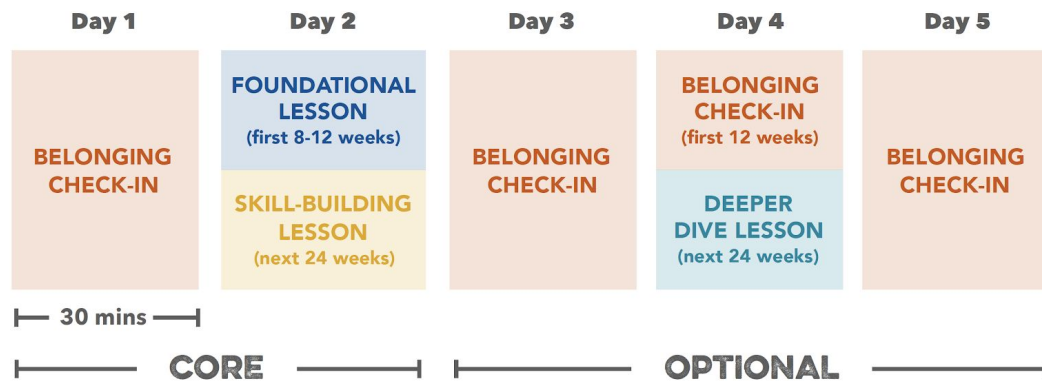 Day 1
Day 2
Day 3
Day 4
Day 5
BELONGING
CHECK-IN
FOUNDATIONAL
LESSON
(first 8-12 weeks)
SKILL-BUILDING
LESSON
(next 24 weeks)
BELONGING
CHECK-IN
BELONGING
CHECK-IN
(first 12 weeks)
DEEPER
DIVE LESSON
(next 24 weeks)
BELONGING
CHECK-IN
30 mins
CORE
OPTIONAL